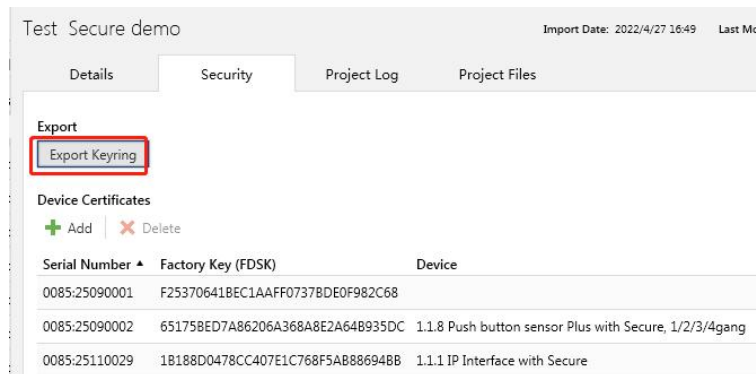 Test Secure demo Import Date: 2022/4/27 16:49 Last Mo
Details Security Project Log Project Files
Export
Export Keyring
Device Certificates
Add Delete
Serial Number Factory Key (FDSK) Device
0085:25090001 F25370641BEC1AAFF0737BDE0F982C68
0085:25090002 65175BED7A86206A368A8E2A64B935DC 1.1.8 Push button sensor Plus with Secure, 1/2/3/4gang
0085:25110029 1B188D0478CC407E1C768F5AB88694BB 1.1.1 IP Interface with Secure